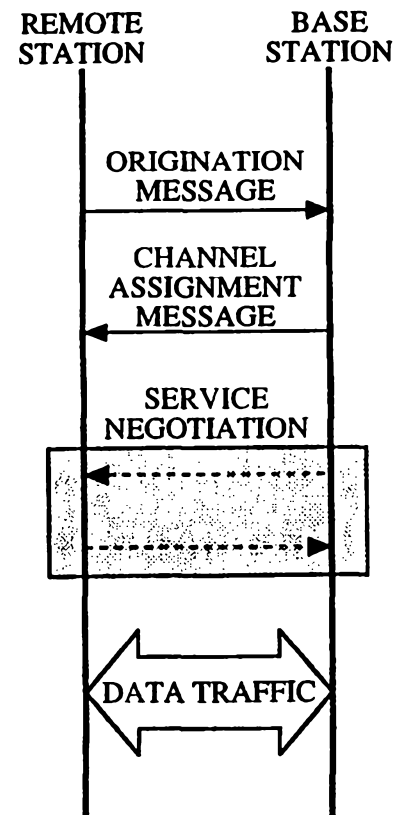 REMOTE
STATION
BASE
STATION
ORIGINATION
MESSAGE
CHANNEL
ASSIGNMENT
MESSAGE
SERVICE
NEGOTIATION
DATA TRAFFIC